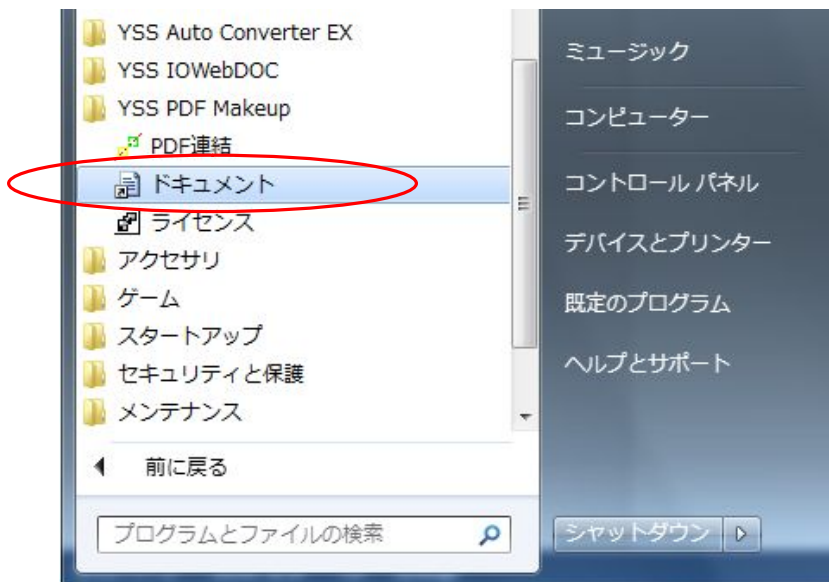 YSS Auto Converter EX
YSS IOWebDOC
YSS PDF Makeup
PDF連結
ドキュメント
ライセンス
アクセサリ
ゲーム
スタートアップ
セキュリティと保護
メンテナンス
前に戻る
プログラムとファイルの検索
ミュージック
コンピューター
コントロール パネル
デバイスとプリンター
既定のプログラム
ヘルプとサポート
シャットダウン